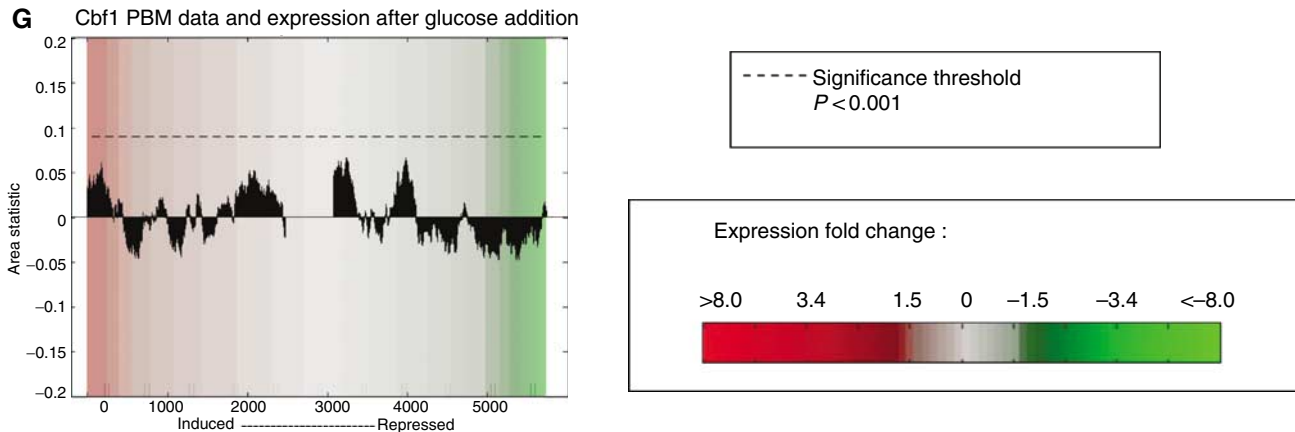 G Cbf1 PBM data and expression after glucose addition
0.2
0.15
0.1
0.05
0
−0.05
−0.1
−0.15
−0.2
Area statistic
0 1000 2000 3000 4000 5000
Induced ------------------------ Repressed
----- Significance threshold
P < 0.001
Expression fold change :
>8.0 3.4 1.5 0 −1.5 −3.4 <−8.0